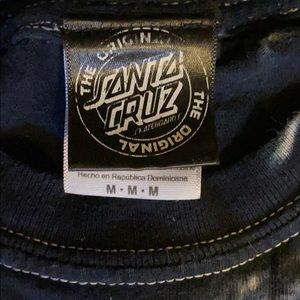 THE ORIGINAL
SANTA
CRUZ
SKATEBOARDS
THE ORIGINAL
Hecho en República Dominicana
M • M • M